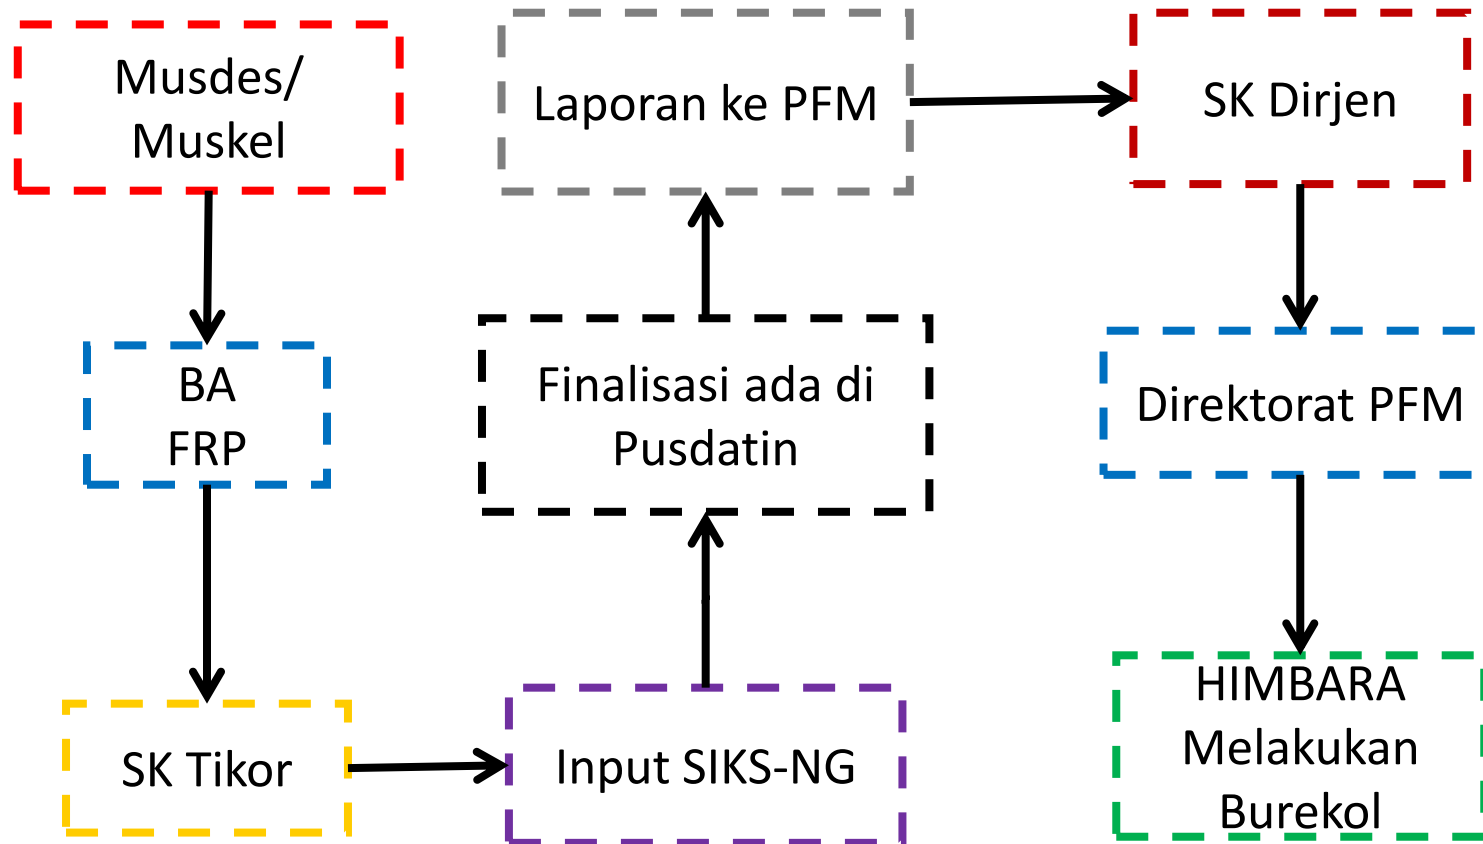 Musdes/
Muskel
BA
FRP
SK Tikor
Input SIKS-NG
Finalisasi ada di
Pusdatin
Laporan ke PFM
SK Dirjen
Direktorat PFM
HIMBARA
Melakukan
Burekol